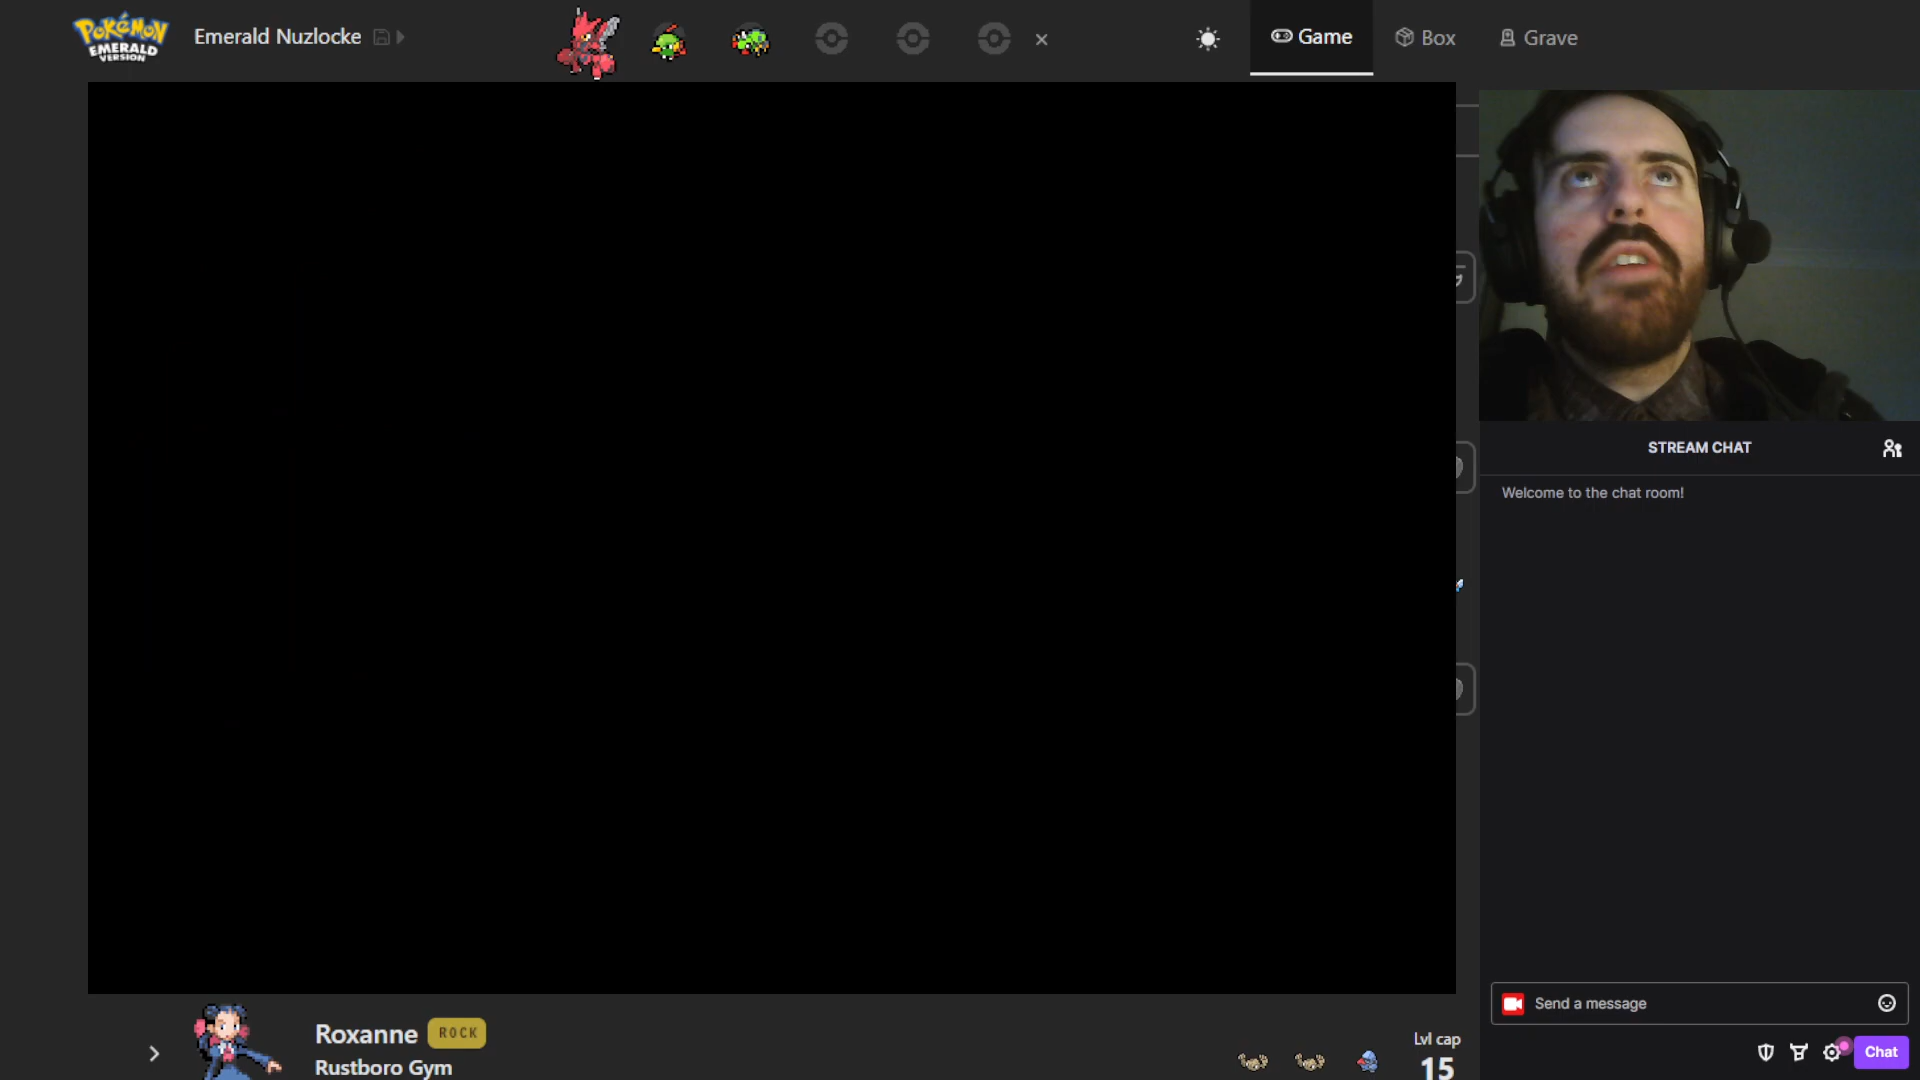 POKéMON
EMERALD
VERSION
Emerald Nuzlocke
Game
Box
Grave
STREAM CHAT
Welcome to the chat room!
Send a message
Chat
Roxanne
ROCK
Rustboro Gym
Lvl cap
15